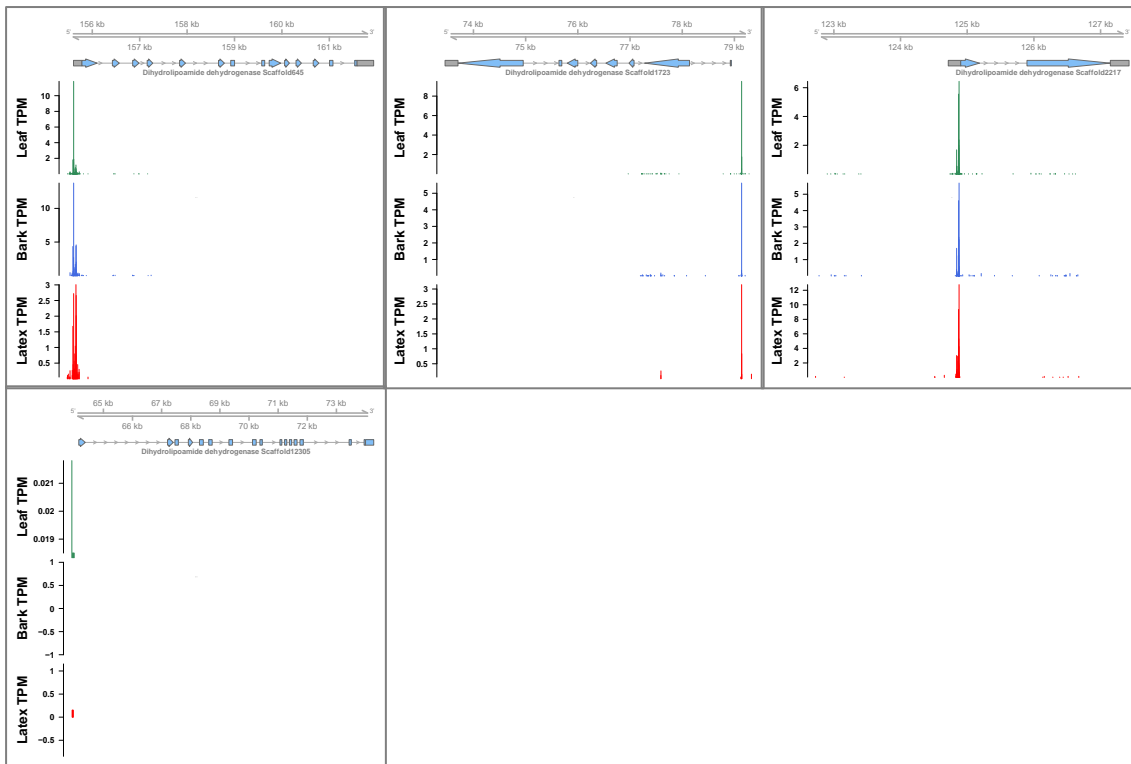 156 kb 158 kb 160 kb
5' 3'
157 kb 159 kb 161 kb
Dihydrolipoamide dehydrogenase Scaffold645
Leaf TPM
10
8
6
4
2
Bark TPM
10
5
Latex TPM
3
2.5
2
1.5
1
0.5
74 kb 76 kb 78 kb
5' 3'
75 kb 77 kb 79 kb
Dihydrolipoamide dehydrogenase Scaffold1723
Leaf TPM
8
6
4
2
Bark TPM
5
4
3
2
1
Latex TPM
3
2.5
2
1.5
1
0.5
123 kb 125 kb 127 kb
5' 3'
124 kb 126 kb
Dihydrolipoamide dehydrogenase Scaffold2217
Leaf TPM
6
4
2
Bark TPM
5
4
3
2
1
Latex TPM
12
10
8
6
4
2
65 kb 67 kb 69 kb 71 kb 73 kb
5' 3'
66 kb 68 kb 70 kb 72 kb
Dihydrolipoamide dehydrogenase Scaffold12305
Leaf TPM
0.021
0.02
0.019
Bark TPM
1
0.5
0
−0.5
−1
Latex TPM
1
0.5
0
−0.5